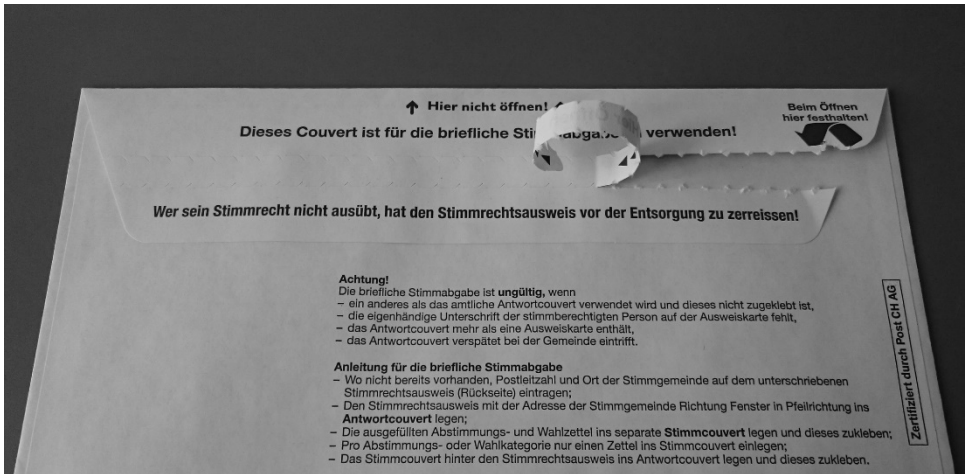 ↑ Hier nicht öffnen!
Beim Öffnen
hier festhalten!
Dieses Couvert ist für die briefliche verwenden!
Wer sein Stimmrecht nicht ausübt, hat den Stimmrechtsausweis vor der Entsorgung zu zerreissen!
Achtung!
Die briefliche Stimmabgabe ist ungültig, wenn
– ein anderes als das amtliche Antwortcouvert verwendet wird und dieses nicht zugeklebt ist,
– die eigenhändige Unterschrift der stimmberechtigten Person auf der Ausweiskarte fehlt,
– das Antwortcouvert mehr als eine Ausweiskarte enthält,
– das Antwortcouvert verspätet bei der Gemeinde eintrifft.
Anleitung für die briefliche Stimmabgabe
– Wo nicht bereits vorhanden, Postleitzahl und Ort der Stimmgemeinde auf dem unterschriebenen
Stimmrechtsausweis (Rückseite) eintragen;
– Den Stimmrechtsausweis mit der Adresse der Stimmgemeinde Richtung Fenster in Pfeilrichtung ins
Antwortcouvert legen;
– Die ausgefüllten Abstimmungs- und Wahlzettel ins separate Stimmcouvert legen und dieses zukleben;
– Pro Abstimmungs- oder Wahlkategorie nur einen Zettel ins Stimmcouvert einlegen;
– Das Stimmcouvert hinter den Stimmrechtsausweis ins Antwortcouvert legen und dieses zukleben.
Zertifiziert durch Post CH AG